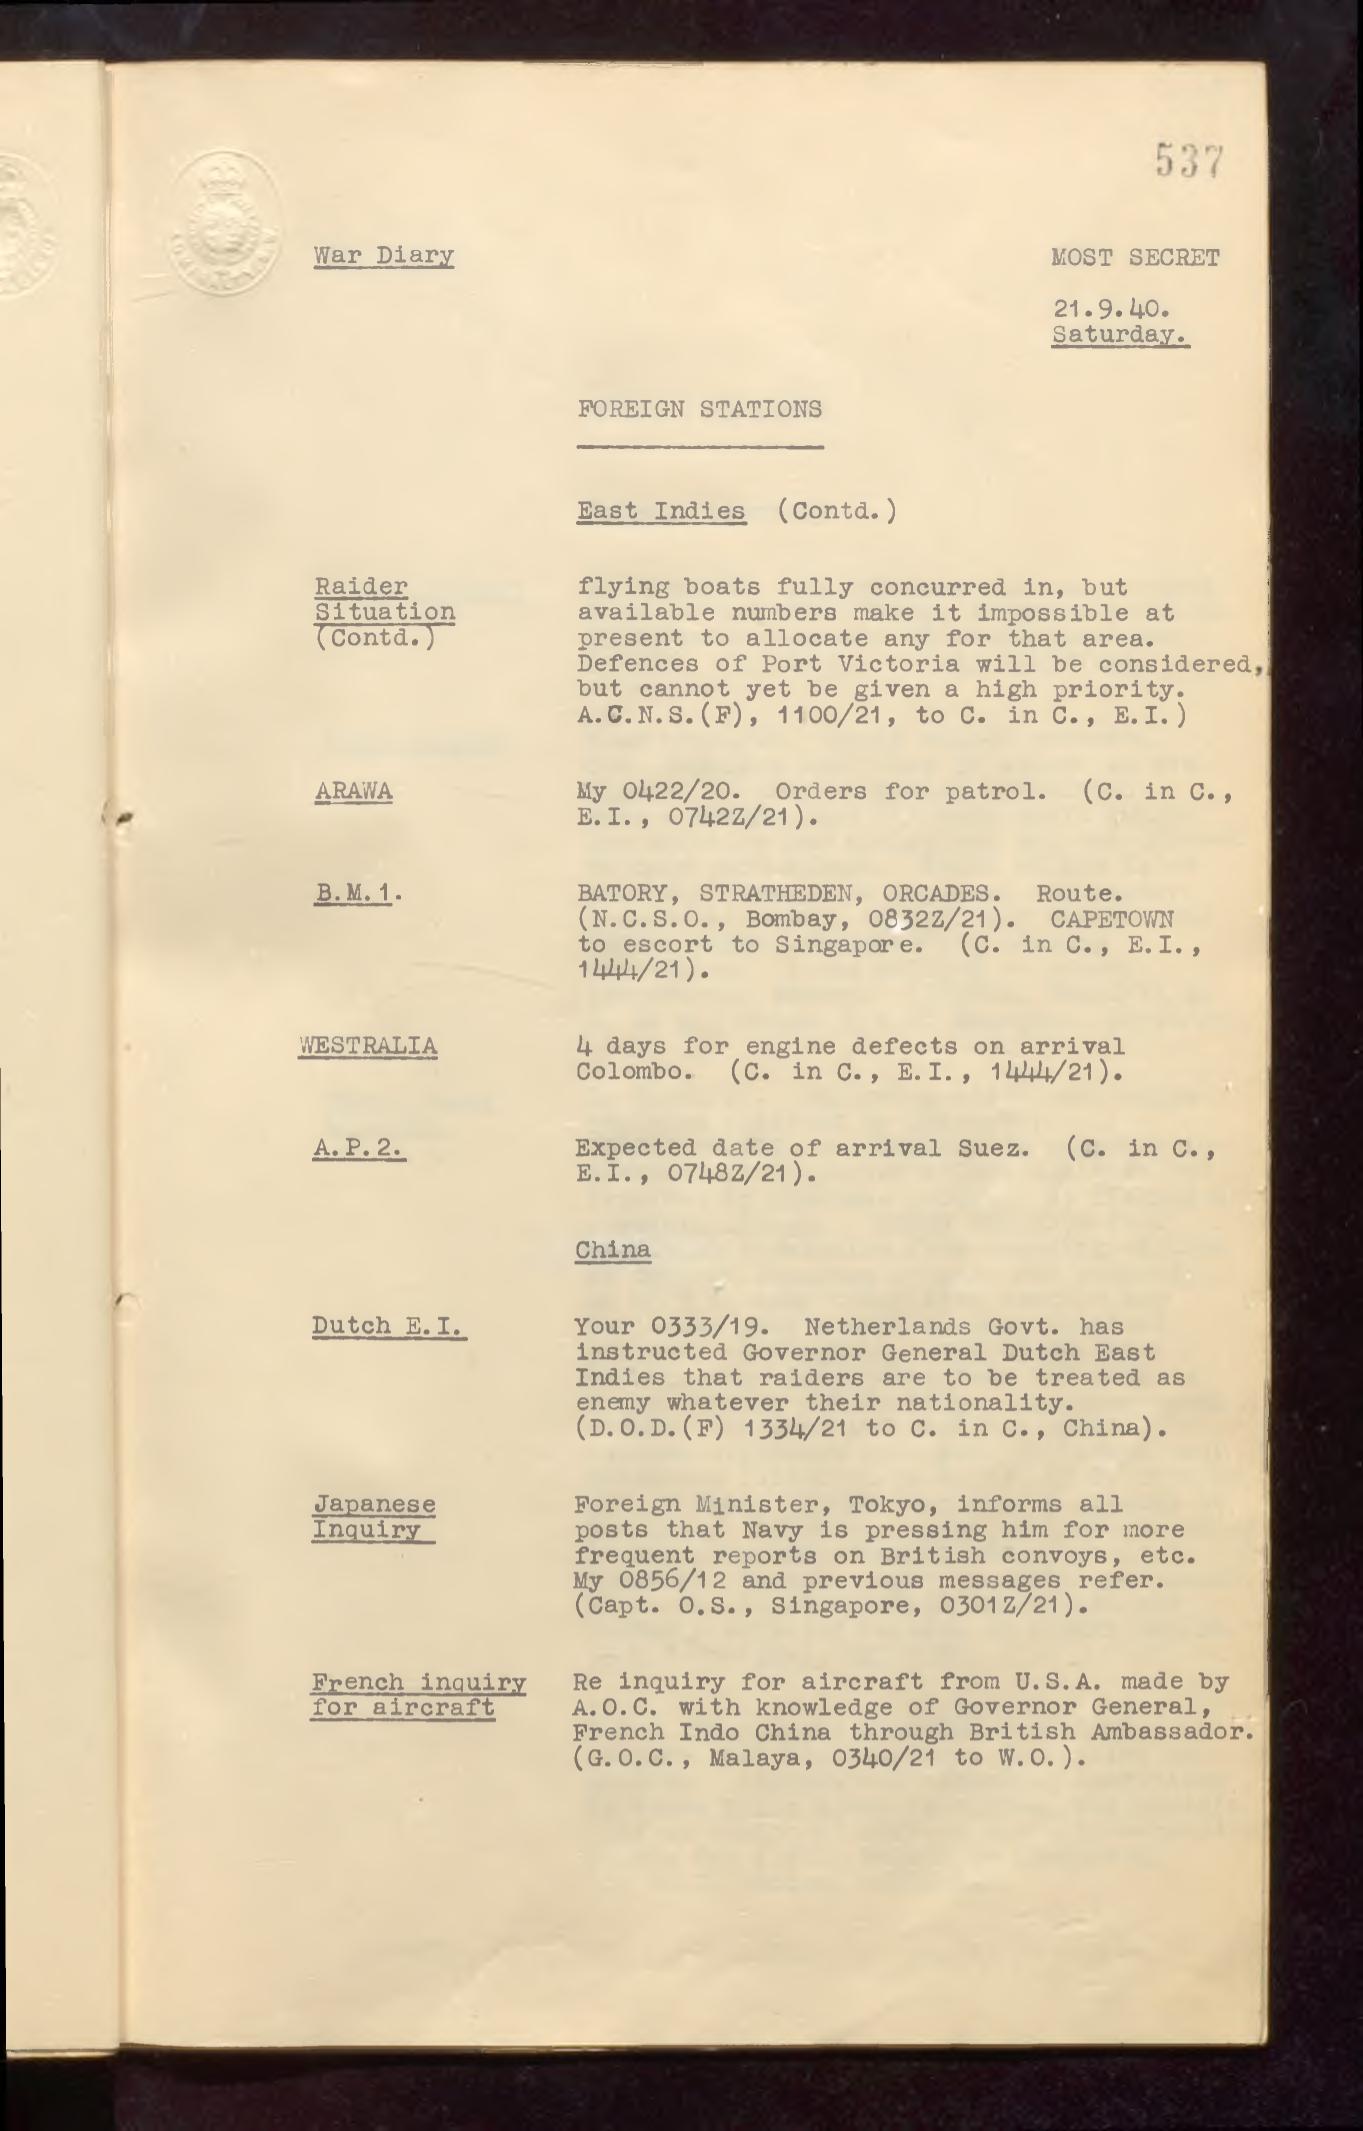 537
War Diary
MOST SECRET
21.9.40.
Saturday.
FOREIGN STATIONS
East Indies (Contd.)
Raider
Situation
(Contd.)
flying boats fully concurred in, but
available numbers make it impossible at
present to allocate any for that area.
Defences of Port Victoria will be considered,
but cannot yet be given a high priority.
A.C.N.S.(F), 1100/21, to C. in C., E.I.)
ARAWA
My 0422/20. Orders for patrol. (C. in C.,
E.I., 0742Z/21).
B.M.1.
BATORY, STRATHEDEN, ORCADES. Route.
(N.C.S.O., Bombay, 0832Z/21). CAPETOWN
to escort to Singapore. (C. in C., E.I.,
1444/21).
WESTRALIA
4 days for engine defects on arrival
Colombo. (C. in C., E.I., 1444/21).
A.P.2.
Expected date of arrival Suez. (C. in C.,
E.I., 0748Z/21).
China
Dutch E.I.
Your 0333/19. Netherlands Govt. has
instructed Governor General Dutch East
Indies that raiders are to be treated as
enemy whatever their nationality.
(D.O.D.(F) 1334/21 to C. in C., China).
Japanese
Inquiry
Foreign Minister, Tokyo, informs all
posts that Navy is pressing him for more
frequent reports on British convoys, etc.
My 0856/12 and previous messages refer.
(Capt. O.S., Singapore, 0301Z/21).
French inquiry
for aircraft
Re inquiry for aircraft from U.S.A. made by
A.O.C. with knowledge of Governor General,
French Indo China through British Ambassador.
(G.O.C., Malaya, 0340/21 to W.O.).